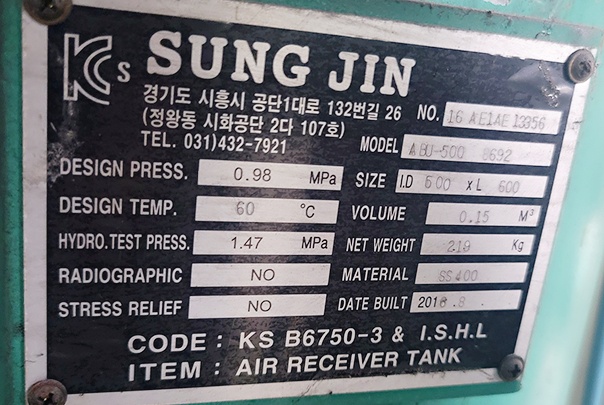 KS SUNG JIN
경기도 시흥시 공단1대로 132번길 26
(정왕동 시화공단 2다 107호)
TEL. 031)432-7921
NO. 16 AE1AE 13356
MODEL ABU-500 8692
DESIGN PRESS. 0.98 MPa
SIZE I.D 500 x L 600
DESIGN TEMP. 60 °C
VOLUME 0.15 M³
HYDRO.TEST PRESS. 1.47 MPa
NET WEIGHT 219 Kg
RADIOGRAPHIC NO
MATERIAL SS400
STRESS RELIEF NO
DATE BUILT 2016 .8 .
CODE : KS B6750-3 & I.S.H.L
ITEM : AIR RECEIVER TANK